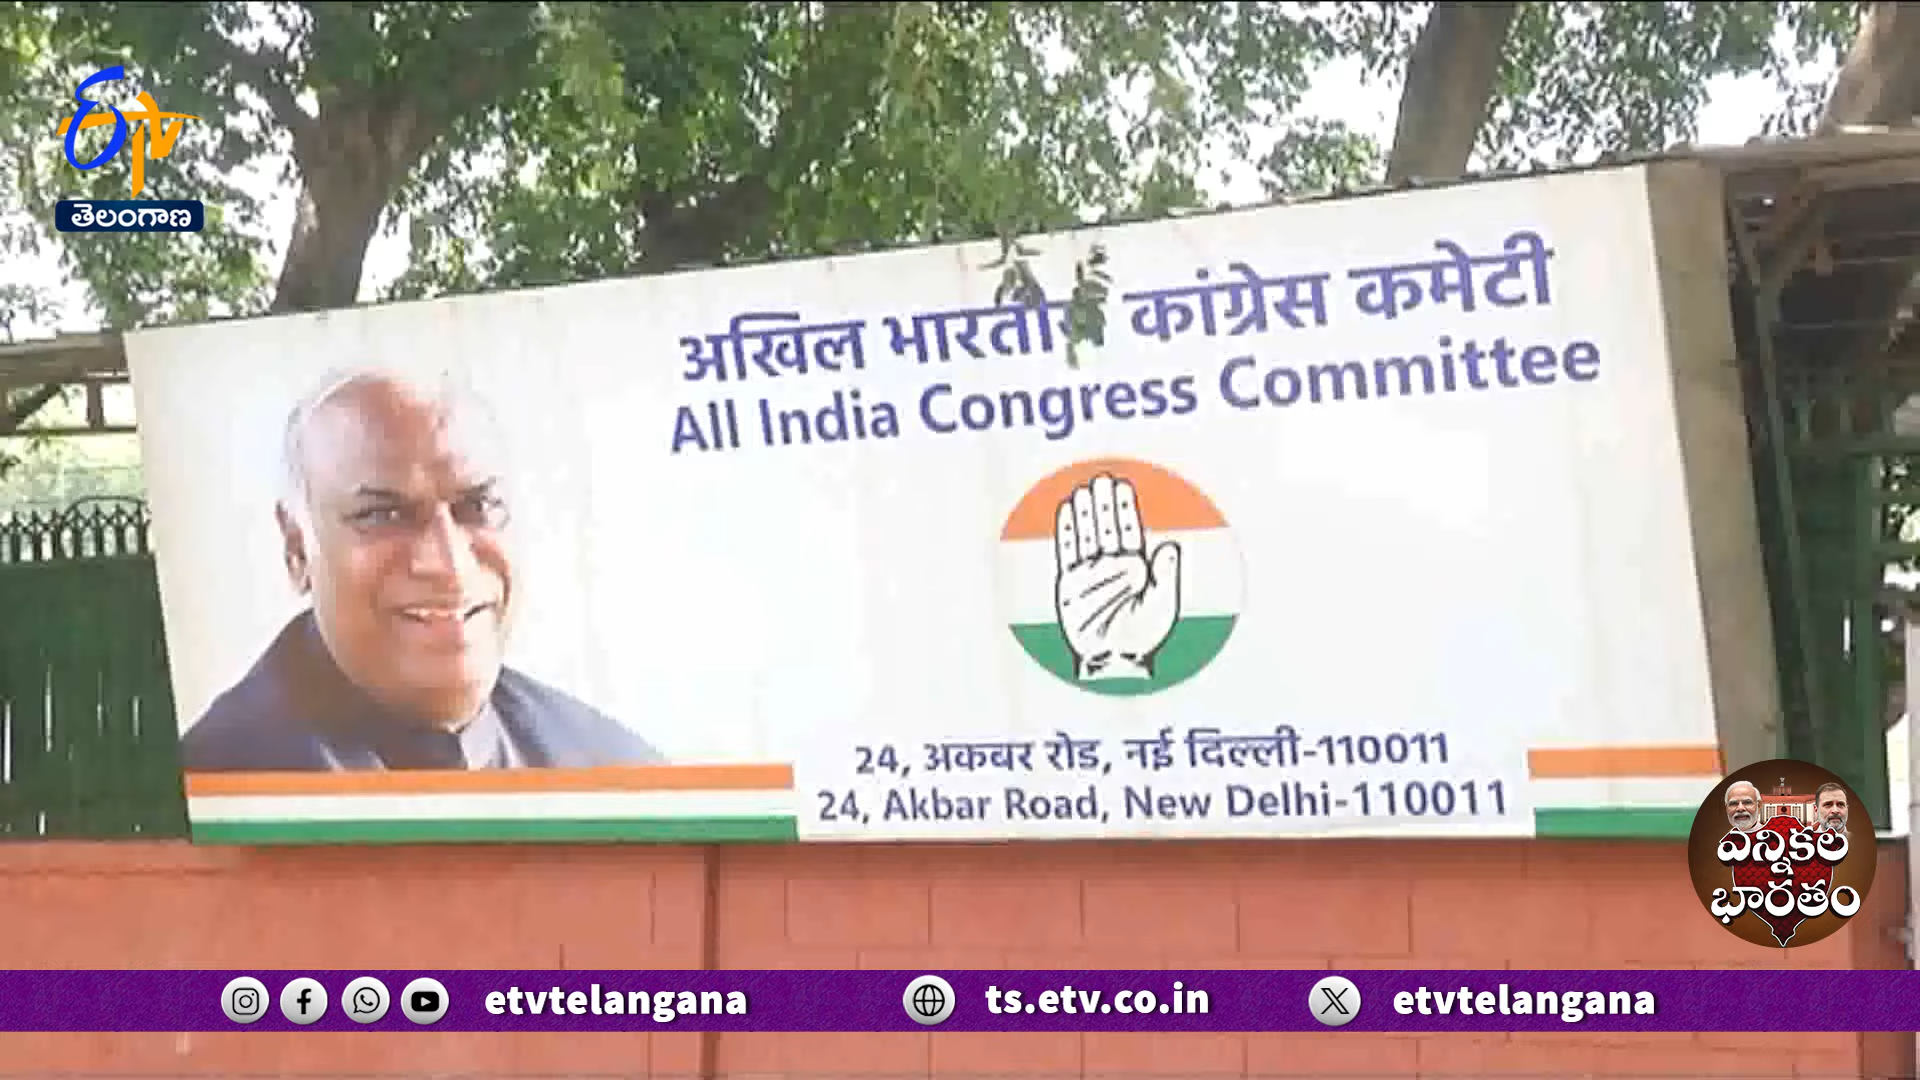 ETV
తెలంగాణ
अखिल भारतीय कांग्रेस कमेटी
All India Congress Committee
24, अकबर रोड, नई दिल्ली-110011
24, Akbar Road, New Delhi-110011
ఎన్నికల
భారతం
etvtelangana
ts.etv.co.in
etvtelangana